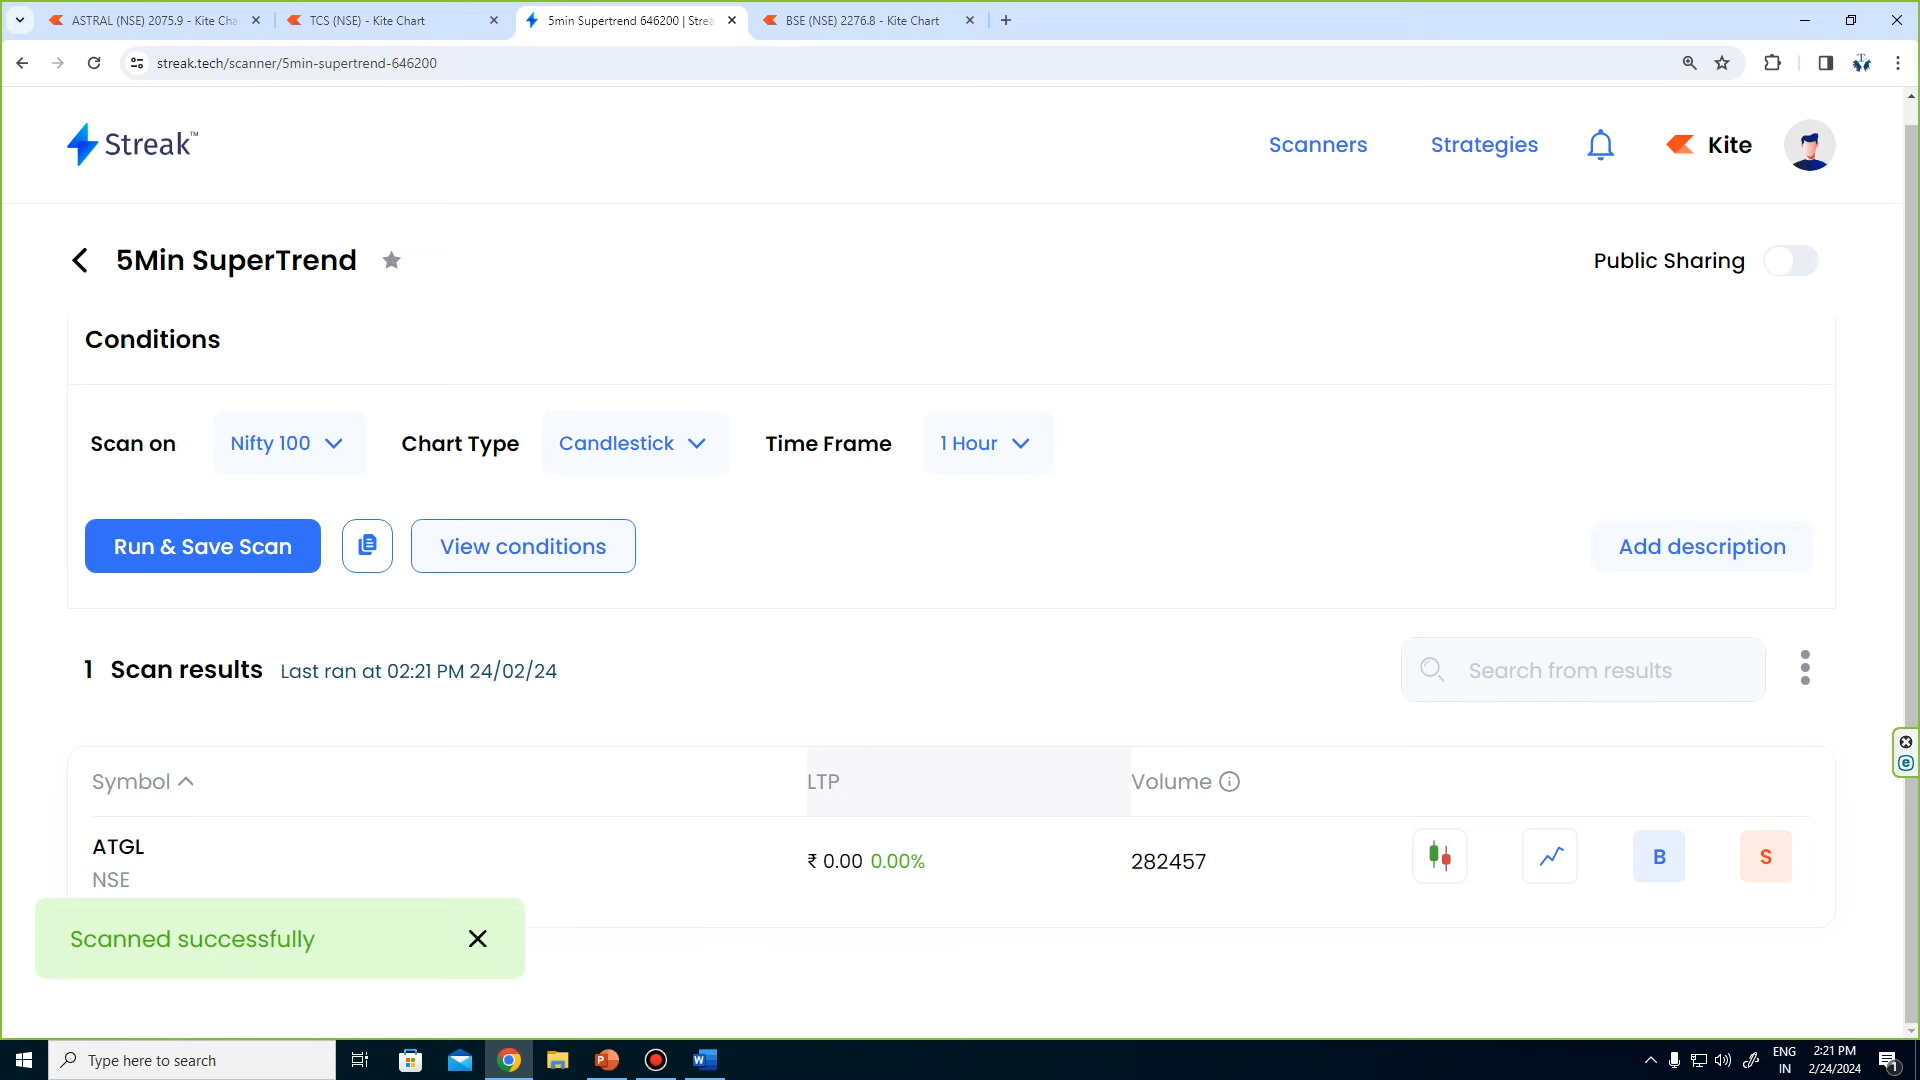 ASTRAL (NSE) 2075.9 - Kite Cha
TCS (NSE) - Kite Chart
5min Supertrend 646200 | Strea
BSE (NSE) 2276.8 - Kite Chart
streak.tech/scanner/5min-supertrend-646200
Streak™
Scanners
Strategies
Kite
5Min SuperTrend
Public Sharing
Conditions
Scan on
Nifty 100
Chart Type
Candlestick
Time Frame
1 Hour
Run & Save Scan
View conditions
Add description
1 Scan results
Last ran at 02:21 PM 24/02/24
Search from results
Symbol
LTP
Volume
ATGL
NSE
₹ 0.00 0.00%
282457
B
S
Scanned successfully
Type here to search
ENG
IN
2:21 PM
2/24/2024
1